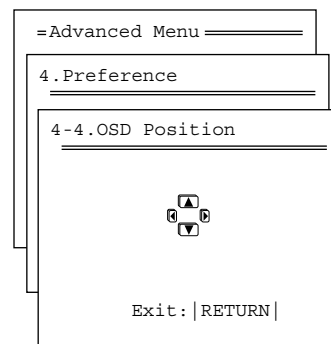 =Advanced Menu
4.Preference
4-4.OSD Position
Exit:|RETURN|